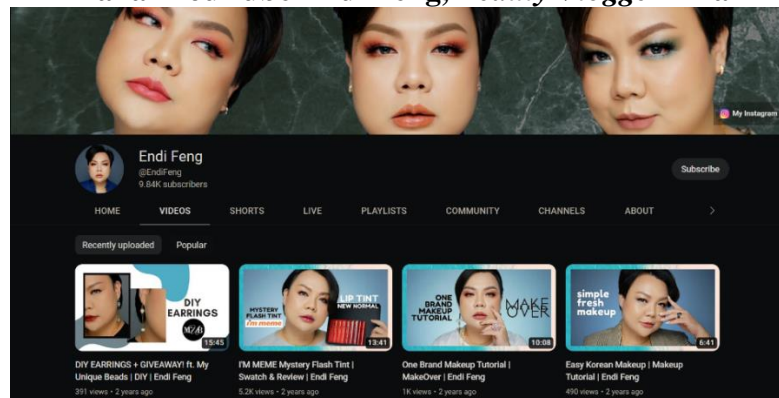 My Instagram
Endi Feng
@EndiFeng
9.84K subscribers
Subscribe
HOME VIDEOS SHORTS LIVE PLAYLISTS COMMUNITY CHANNELS ABOUT >
Recently uploaded Popular
DIY
EARRINGS
15:45
MYSTERY
FLASH TINT
i'm meme
LIP TINT
NEW NORMAL
13:41
ONE
BRAND
MAKEUP
TUTORIAL
MAKE
OVER
10:08
simple
fresh
makeup
6:41
DIY EARRINGS + GIVEAWAY! ft. My
Unique Beads | DIY | Endi Feng
391 views • 2 years ago
I'M MEME Mystery Flash Tint |
Swatch & Review | Endi Feng
5.2K views • 2 years ago
One Brand Makeup Tutorial |
MakeOver | Endi Feng
1K views • 2 years ago
Easy Korean Makeup | Makeup
Tutorial | Endi Feng
490 views • 2 years ago